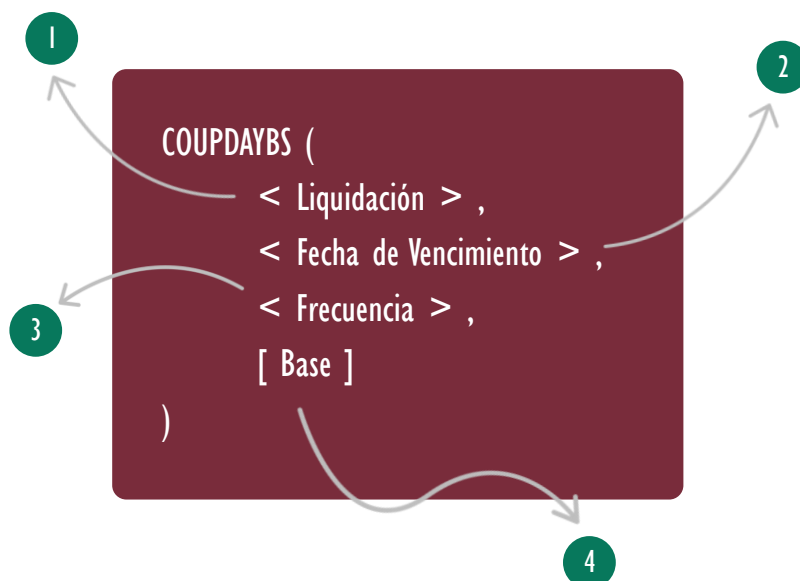 1
2
COUPDAYBS (
< Liquidación > ,
< Fecha de Vencimiento > ,
< Frecuencia > ,
3
[ Base ]
)
4